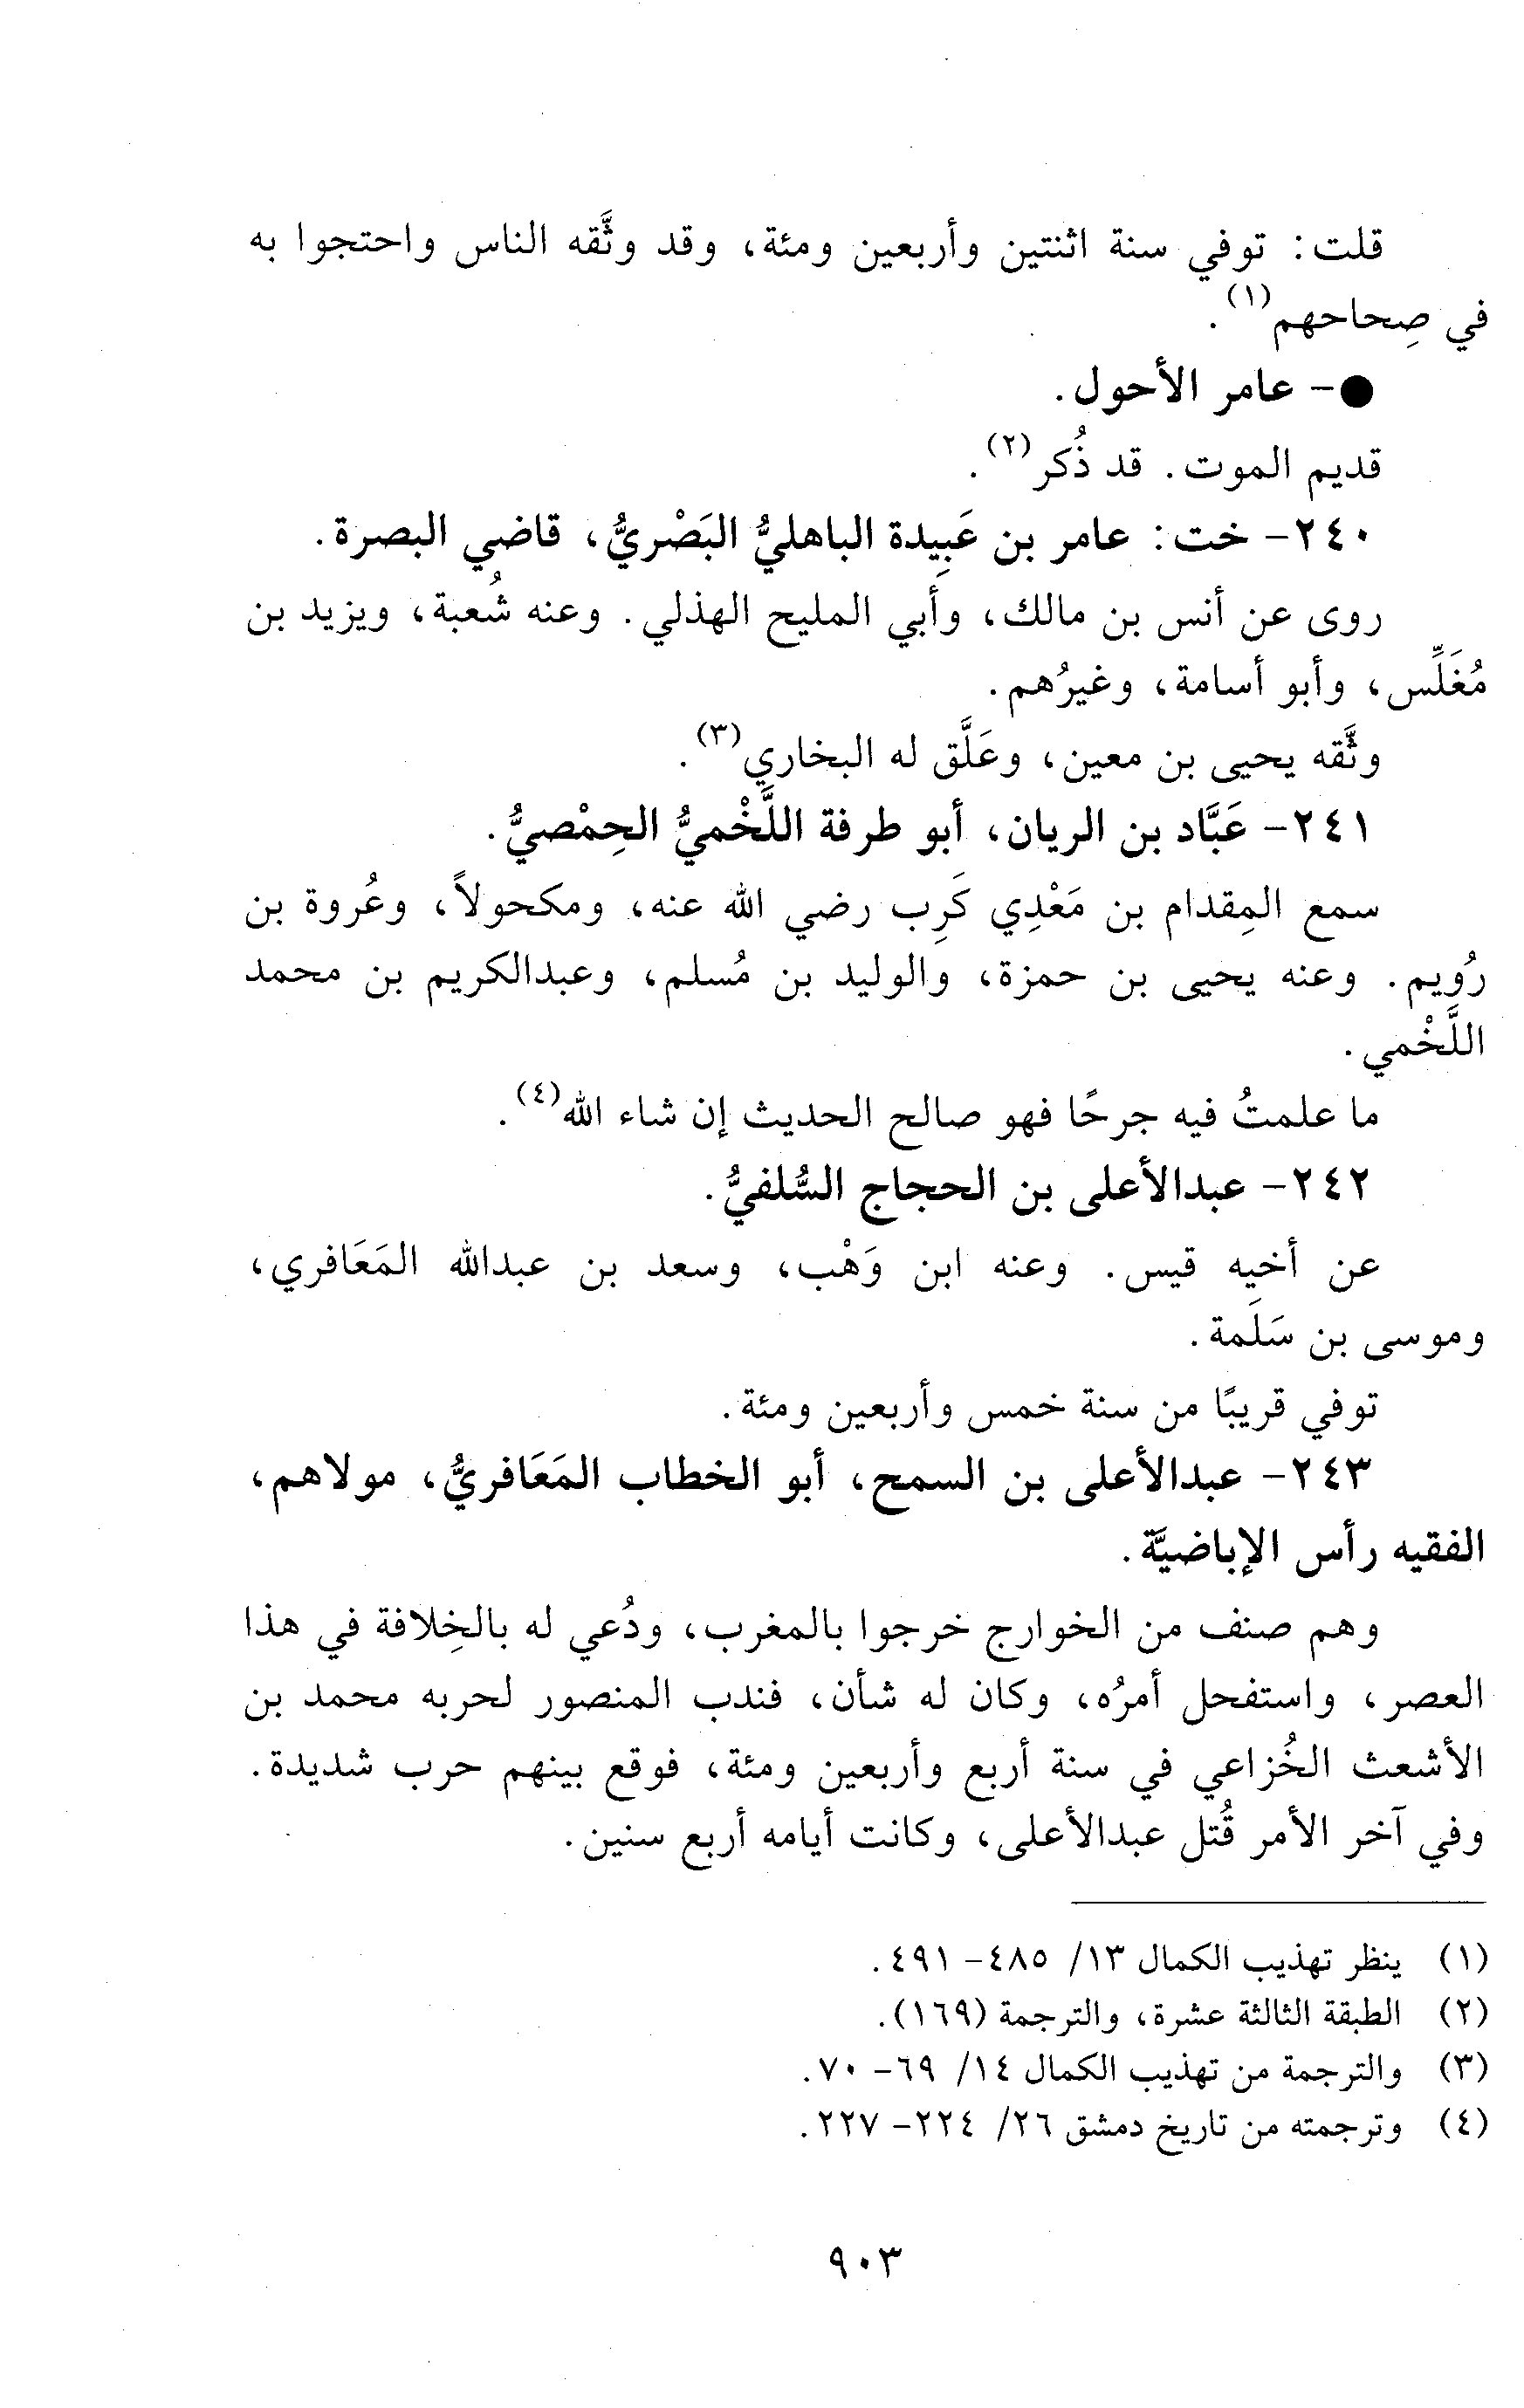 قلت: توفي سنة اثنتين وأربعين ومئة، وقد وثَّقه الناس واحتجوا به
في صِحاحهم(١).
●- عامر الأحول.
قديم الموت. قد ذُكر(٢).
٢٤٠- خت: عامر بن عَبِيدة الباهليُّ البَصْريُّ، قاضي البصرة.
روى عن أنس بن مالك، وأبي المليح الهذلي. وعنه شُعبة، ويزيد بن
مُغَلِّس، وأبو أسامة، وغيرُهم.
وثَّقه يحيى بن معين، وعَلَّق له البخاري(٣).
٢٤١- عَبَّاد بن الريان، أبو طرفة اللَّخْميُّ الحِمْصيُّ.
سمع المِقدام بن مَعْدِي كَرِب رضي الله عنه، ومكحولاً، وعُروة بن
رُويم. وعنه يحيى بن حمزة، والوليد بن مُسلم، وعبدالكريم بن محمد
اللَّخْمي.
ما علمتُ فيه جرحًا فهو صالح الحديث إن شاء الله(٤).
٢٤٢- عبدالأعلى بن الحجاج السُّلفيُّ.
عن أخيه قيس. وعنه ابن وَهْب، وسعد بن عبدالله المَعَافري،
وموسى بن سَلَمة.
توفي قريبًا من سنة خمس وأربعين ومئة.
٢٤٣- عبدالأعلى بن السمح، أبو الخطاب المَعَافريُّ، مولاهم،
الفقيه رأس الإباضيَّة.
وهم صنف من الخوارج خرجوا بالمغرب، ودُعي له بالخِلافة في هذا
العصر، واستفحل أمرُه، وكان له شأن، فندب المنصور لحربه محمد بن
الأشعث الخُزاعي في سنة أربع وأربعين ومئة، فوقع بينهم حرب شديدة.
وفي آخر الأمر قُتل عبدالأعلى، وكانت أيامه أربع سنين.
(١) ينظر تهذيب الكمال ١٣/ ٤٨٥- ٤٩١.
(٢) الطبقة الثالثة عشرة، والترجمة (١٦٩).
(٣) والترجمة من تهذيب الكمال ١٤/ ٦٩- ٧٠.
(٤) وترجمته من تاريخ دمشق ٢٦/ ٢٢٤- ٢٢٧.
٩٠٣